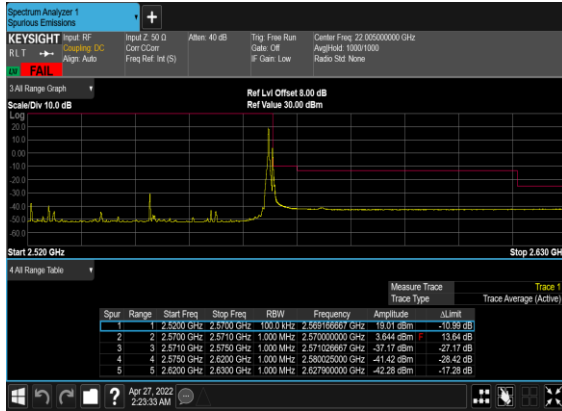 Spectrum Analyzer 1
Spurious Emissions
KEYSIGHT Input: RF Input Z: 50 Ω Atten: 40 dB Trig: Free Run Center Freq: 22.005000000 GHz
RLT Coupling: DC Corr CCorr Gate: Off Avg|Hold: 1000/1000
Align: Auto Freq Ref: Int (S) IF Gain: Low Radio Std: None
LV FAIL
3 All Range Graph Ref Lvl Offset 8.00 dB
Scale/Div 10.0 dB Ref Value 30.00 dBm
Log
20.0
10.0
0.00
-10.0
-20.0
-30.0
-40.0
-50.0
-60.0
Start 2.520 GHz Stop 2.630 GH
4 All Range Table
Measure Trace Trace 1
Trace Type Trace Average (Active)
Spur Range Start Freq Stop Freq RBW Frequency Amplitude ΔLimit
1 1 2.5200 GHz 2.5700 GHz 100.0 kHz 2.569166667 GHz 19.01 dBm -10.99 dB
2 2 2.5700 GHz 2.5710 GHz 1.000 MHz 2.570000000 GHz 3.644 dBm F 13.64 dB
3 3 2.5710 GHz 2.5750 GHz 1.000 MHz 2.571026667 GHz -37.17 dBm -27.17 dB
4 4 2.5750 GHz 2.6200 GHz 1.000 MHz 2.580025000 GHz -41.42 dBm -28.42 dB
5 5 2.6200 GHz 2.6300 GHz 1.000 MHz 2.627900000 GHz -42.28 dBm -17.28 dB
Apr 27, 2022
2:23:33 AM